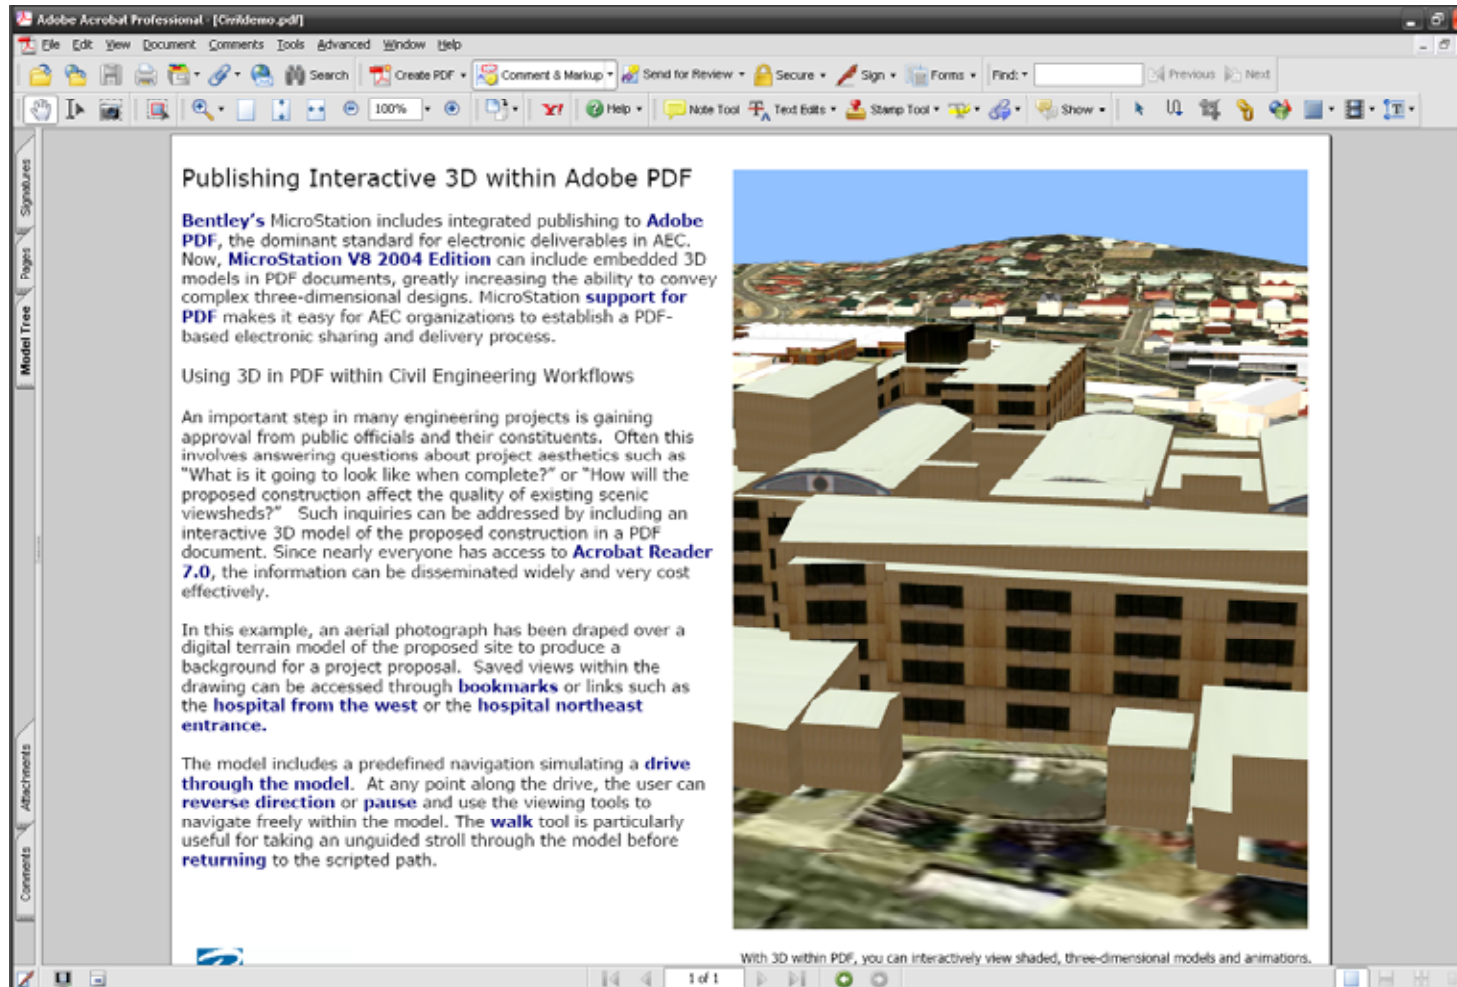 Adobe Acrobat Professional - [Civildemo.pdf]
File Edit View Document Comments Tools Advanced Window Help
Search Create PDF Comment & Markup Send for Review Secure Sign Forms Find: Previous Next
100% Y! Help Note Tool Text Edits Stamp Tool Show
Signatures
Pages
Model Tree
Attachments
Comments
Publishing Interactive 3D within Adobe PDF
Bentley's MicroStation includes integrated publishing to Adobe
PDF, the dominant standard for electronic deliverables in AEC.
Now, MicroStation V8 2004 Edition can include embedded 3D
models in PDF documents, greatly increasing the ability to convey
complex three-dimensional designs. MicroStation support for
PDF makes it easy for AEC organizations to establish a PDF-
based electronic sharing and delivery process.
Using 3D in PDF within Civil Engineering Workflows
An important step in many engineering projects is gaining
approval from public officials and their constituents.  Often this
involves answering questions about project aesthetics such as
"What is it going to look like when complete?" or "How will the
proposed construction affect the quality of existing scenic
viewsheds?"   Such inquiries can be addressed by including an
interactive 3D model of the proposed construction in a PDF
document. Since nearly everyone has access to Acrobat Reader
7.0, the information can be disseminated widely and very cost
effectively.
In this example, an aerial photograph has been draped over a
digital terrain model of the proposed site to produce a
background for a project proposal.  Saved views within the
drawing can be accessed through bookmarks or links such as
the hospital from the west or the hospital northeast
entrance.
The model includes a predefined navigation simulating a drive
through the model.  At any point along the drive, the user can
reverse direction or pause and use the viewing tools to
navigate freely within the model. The walk tool is particularly
useful for taking an unguided stroll through the model before
returning to the scripted path.
With 3D within PDF, you can interactively view shaded, three-dimensional models and animations.
1 of 1